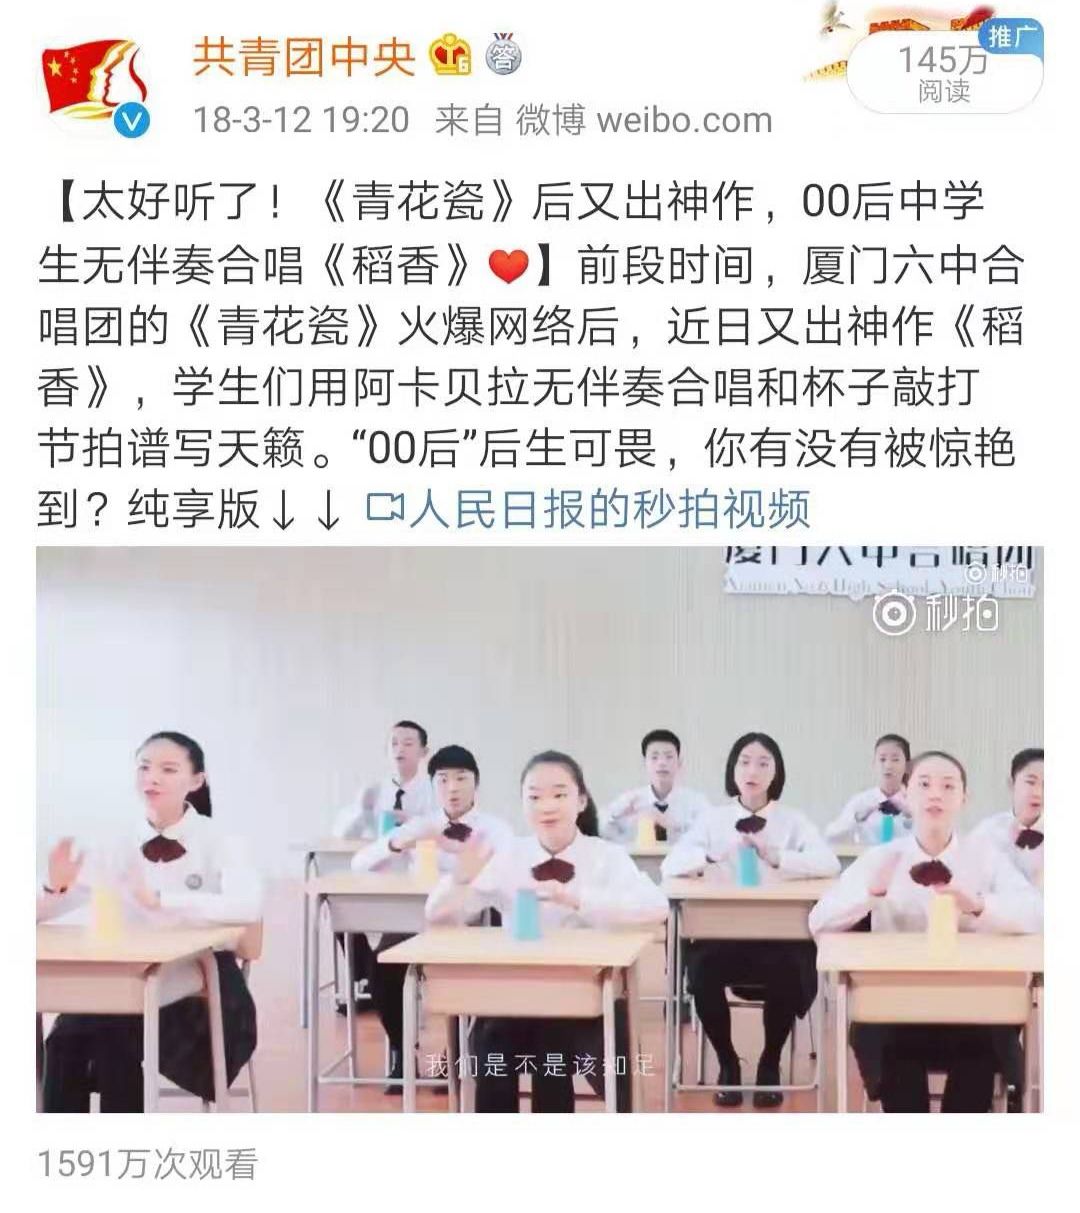 共青团中央
答
推广
145万
阅读
18-3-12 19:20 来自 微博 weibo.com
【太好听了！《青花瓷》后又出神作，00后中学
生无伴奏合唱《稻香》❤】前段时间，厦门六中合
唱团的《青花瓷》火爆网络后，近日又出神作《稻
香》，学生们用阿卡贝拉无伴奏合唱和杯子敲打
节拍谱写天籁。“00后”后生可畏，你有没有被惊艳
到？纯享版↓↓ 人民日报的秒拍视频
厦门六中合唱团
秒拍
秒拍
我们是不是该知足
1591万次观看